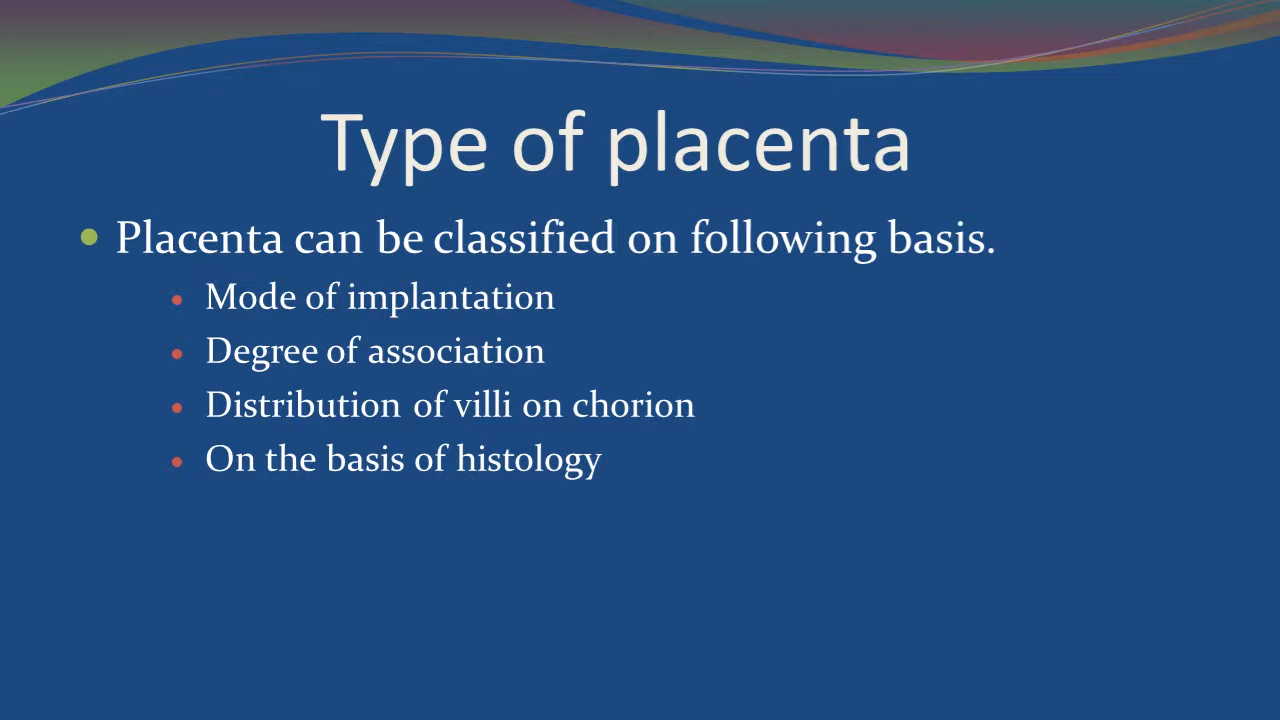 Type of placenta
Placenta can be classified on following basis.
Mode of implantation
Degree of association
Distribution of villi on chorion
On the basis of histology